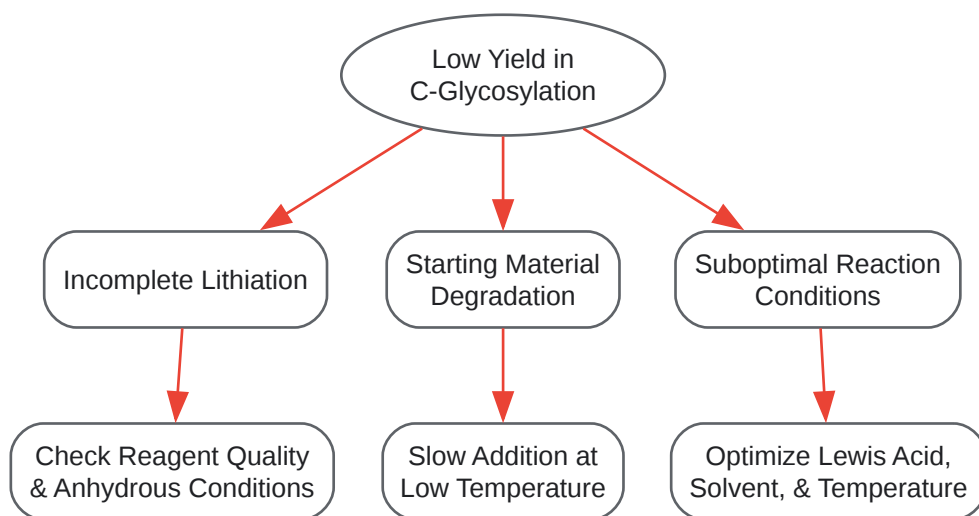 Low Yield in
C-Glycosylation
Incomplete Lithiation
Starting Material
Degradation
Suboptimal Reaction
Conditions
Check Reagent Quality
& Anhydrous Conditions
Slow Addition at
Low Temperature
Optimize Lewis Acid,
Solvent, & Temperature